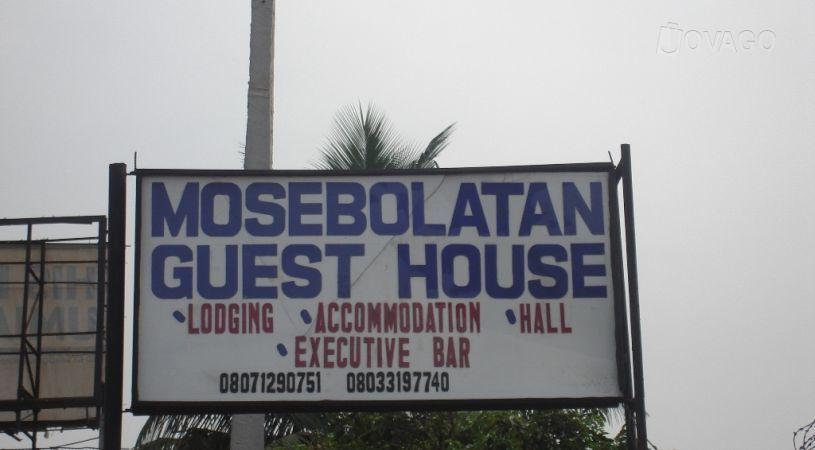 JOVAGO
MOSEBOLATAN
GUEST HOUSE
LODGING ACCOMMODATION HALL
EXECUTIVE BAR
08071290751 08033197740